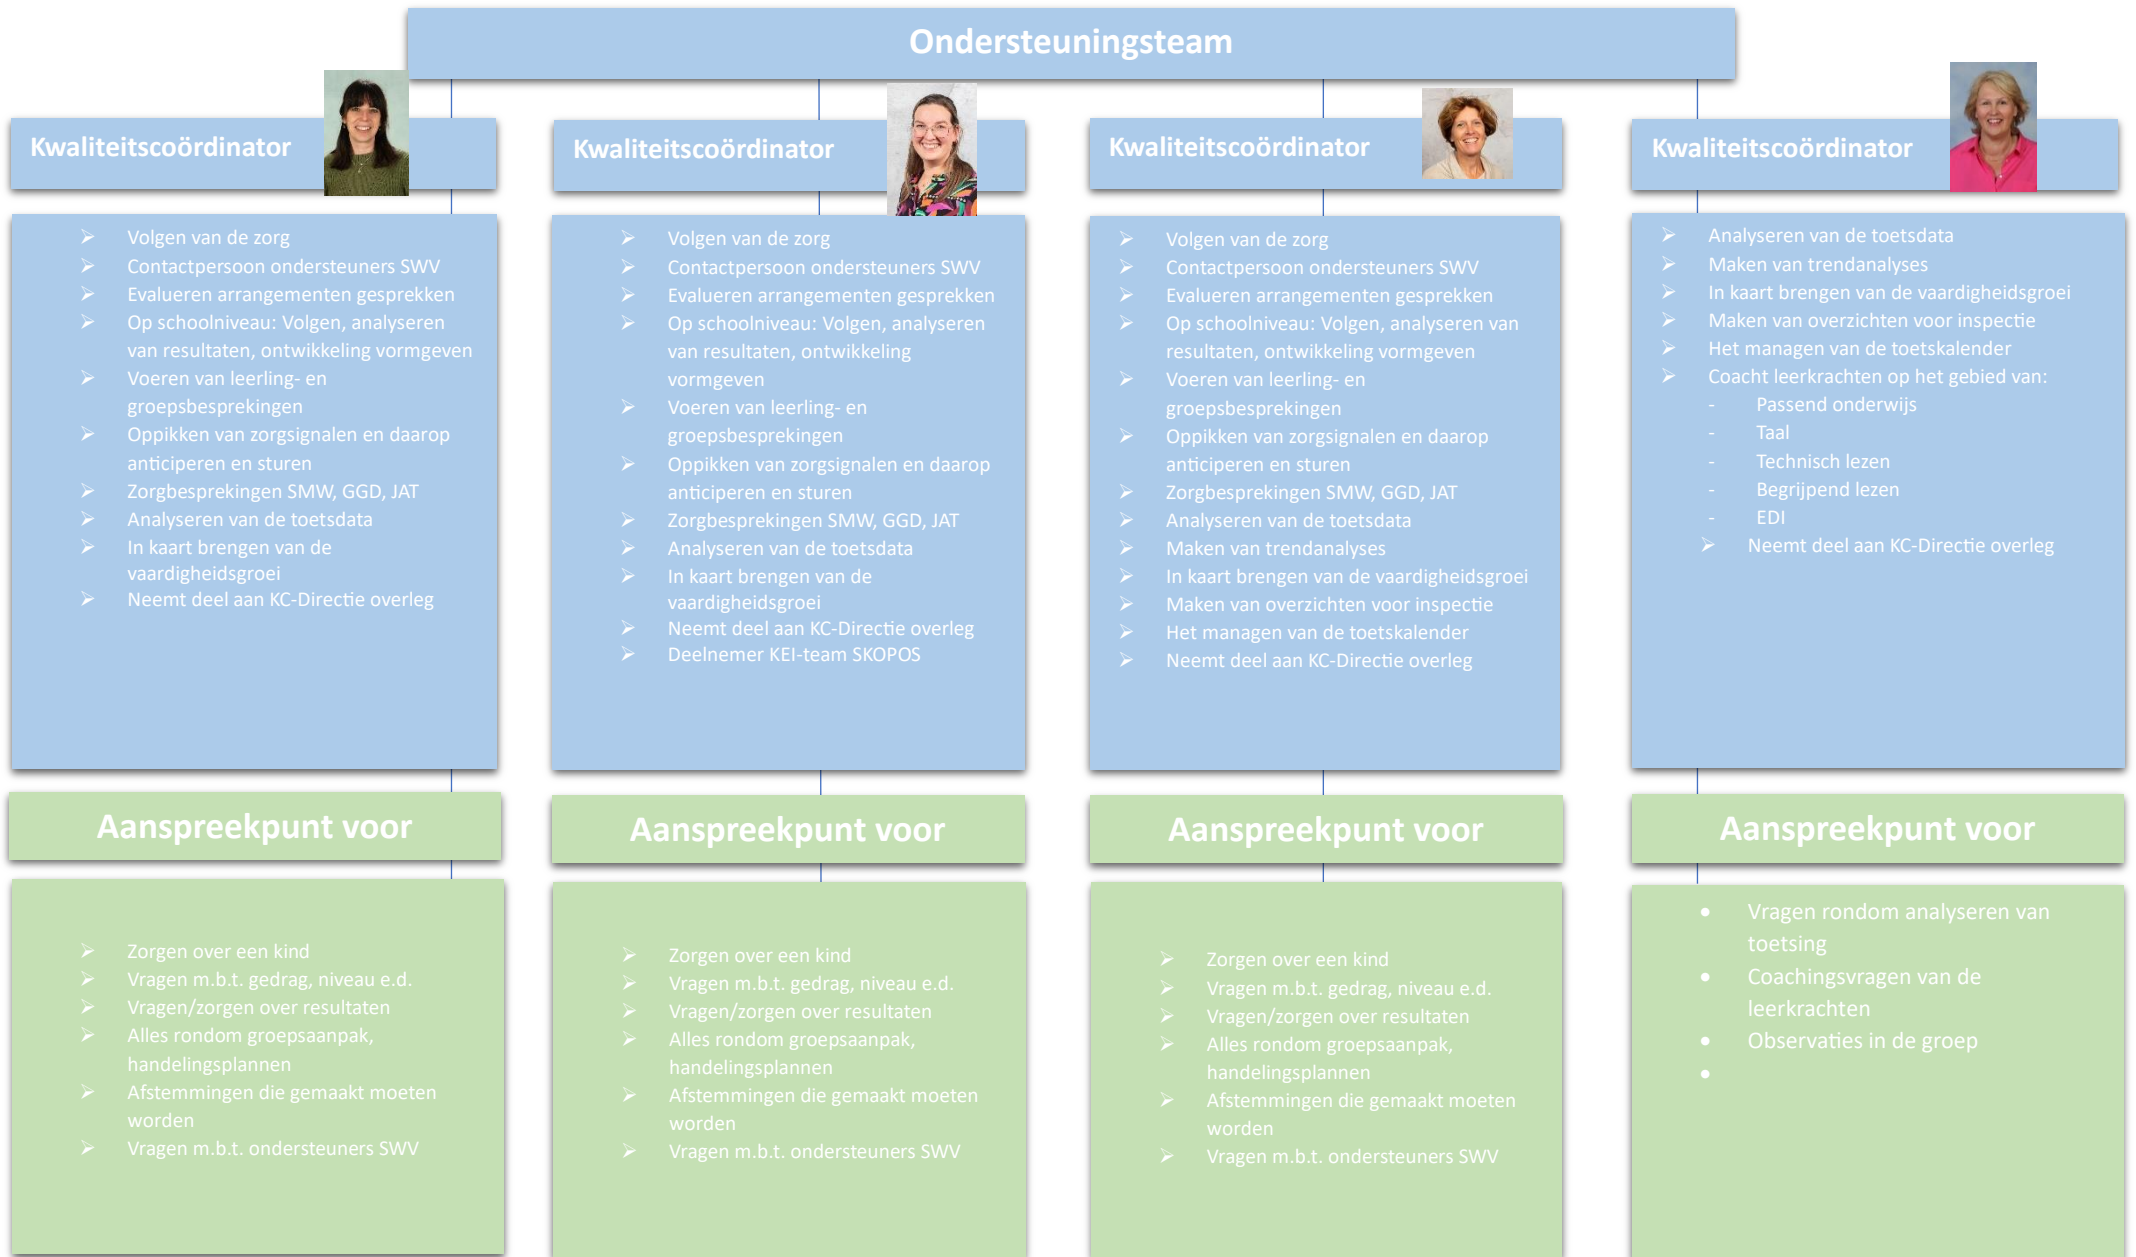 Ondersteuningsteam
Kwaliteitscoördinator
➢ Volgen van de zorg
➢ Contactpersoon ondersteuners SWV
➢ Evalueren arrangementen gesprekken
➢ Op schoolniveau: Volgen, analyseren
van resultaten, ontwikkeling vormgeven
➢ Voeren van leerling- en
groepsbesprekingen
➢ Oppikken van zorgsignalen en daarop
anticiperen en sturen
➢ Zorgbesprekingen SMW, GGD, JAT
➢ Analyseren van de toetsdata
➢ In kaart brengen van de
vaardigheidsgroei
➢ Neemt deel aan KC-Directie overleg
Aanspreekpunt voor
➢ Zorgen over een kind
➢ Vragen m.b.t. gedrag, niveau e.d.
➢ Vragen/zorgen over resultaten
➢ Alles rondom groepsaanpak,
handelingsplannen
➢ Afstemmingen die gemaakt moeten
worden
➢ Vragen m.b.t. ondersteuners SWV
Kwaliteitscoördinator
➢ Volgen van de zorg
➢ Contactpersoon ondersteuners SWV
➢ Evalueren arrangementen gesprekken
➢ Op schoolniveau: Volgen, analyseren
van resultaten, ontwikkeling
vormgeven
➢ Voeren van leerling- en
groepsbesprekingen
➢ Oppikken van zorgsignalen en daarop
anticiperen en sturen
➢ Zorgbesprekingen SMW, GGD, JAT
➢ Analyseren van de toetsdata
➢ In kaart brengen van de
vaardigheidsgroei
➢ Neemt deel aan KC-Directie overleg
➢ Deelnemer KEI-team SKOPOS
Aanspreekpunt voor
➢ Zorgen over een kind
➢ Vragen m.b.t. gedrag, niveau e.d.
➢ Vragen/zorgen over resultaten
➢ Alles rondom groepsaanpak,
handelingsplannen
➢ Afstemmingen die gemaakt moeten
worden
➢ Vragen m.b.t. ondersteuners SWV
Kwaliteitscoördinator
➢ Volgen van de zorg
➢ Contactpersoon ondersteuners SWV
➢ Evalueren arrangementen gesprekken
➢ Op schoolniveau: Volgen, analyseren van
resultaten, ontwikkeling vormgeven
➢ Voeren van leerling- en
groepsbesprekingen
➢ Oppikken van zorgsignalen en daarop
anticiperen en sturen
➢ Zorgbesprekingen SMW, GGD, JAT
➢ Analyseren van de toetsdata
➢ Maken van trendanalyses
➢ In kaart brengen van de vaardigheidsgroei
➢ Maken van overzichten voor inspectie
➢ Het managen van de toetskalender
➢ Neemt deel aan KC-Directie overleg
Aanspreekpunt voor
➢ Zorgen over een kind
➢ Vragen m.b.t. gedrag, niveau e.d.
➢ Vragen/zorgen over resultaten
➢ Alles rondom groepsaanpak,
handelingsplannen
➢ Afstemmingen die gemaakt moeten
worden
➢ Vragen m.b.t. ondersteuners SWV
Kwaliteitscoördinator
➢ Analyseren van de toetsdata
➢ Maken van trendanalyses
➢ In kaart brengen van de vaardigheidsgroei
➢ Maken van overzichten voor inspectie
➢ Het managen van de toetskalender
➢ Coacht leerkrachten op het gebied van:
- Passend onderwijs
- Taal
- Technisch lezen
- Begrijpend lezen
- EDI
➢ Neemt deel aan KC-Directie overleg
Aanspreekpunt voor
• Vragen rondom analyseren van
toetsing
• Coachingsvragen van de
leerkrachten
• Observaties in de groep
•